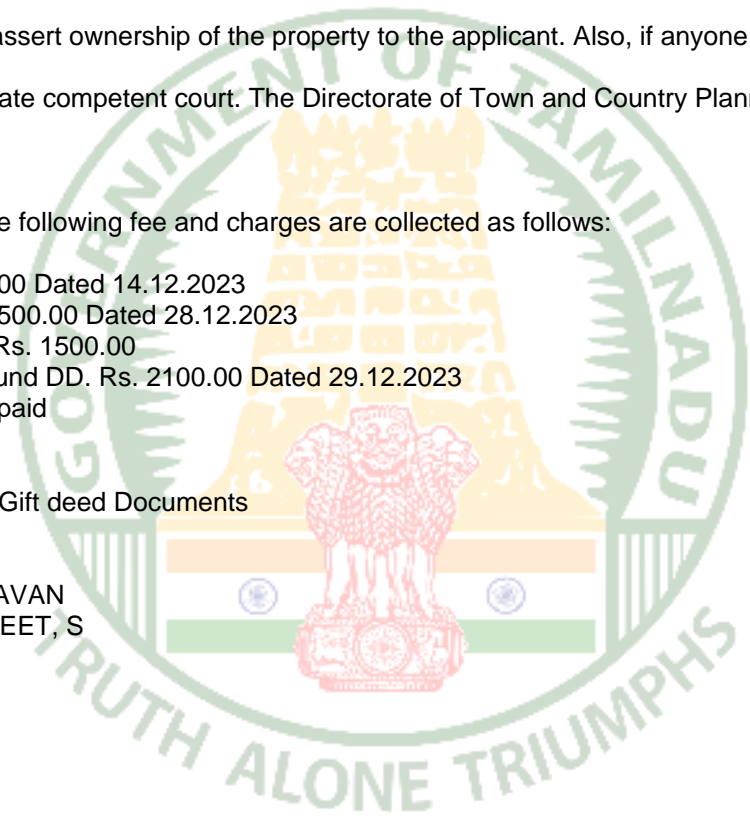 assert ownership of the property to the applicant. Also, if anyone
ate competent court. The Directorate of Town and Country Plann
e following fee and charges are collected as follows:
00 Dated 14.12.2023
500.00 Dated 28.12.2023
Rs. 1500.00
und DD. Rs. 2100.00 Dated 29.12.2023
paid
Gift deed Documents
AVAN
EET, S
GOVERNMENT OF TAMILNADU
TRUTH ALONE TRIUMPHS